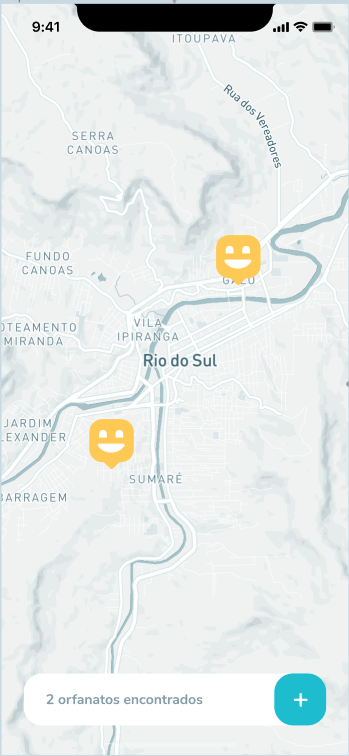 9:41
ITOUPAVA
Rua dos Vereadores
SERRA
CANOAS
FUNDO
CANOAS
OTEAMENTO
MIRANDA
VILA
IPIRANGA
Rio do Sul
JARDIM
LEXANDER
SUMARÉ
BARRAGEM
2 orfanatos encontrados
+